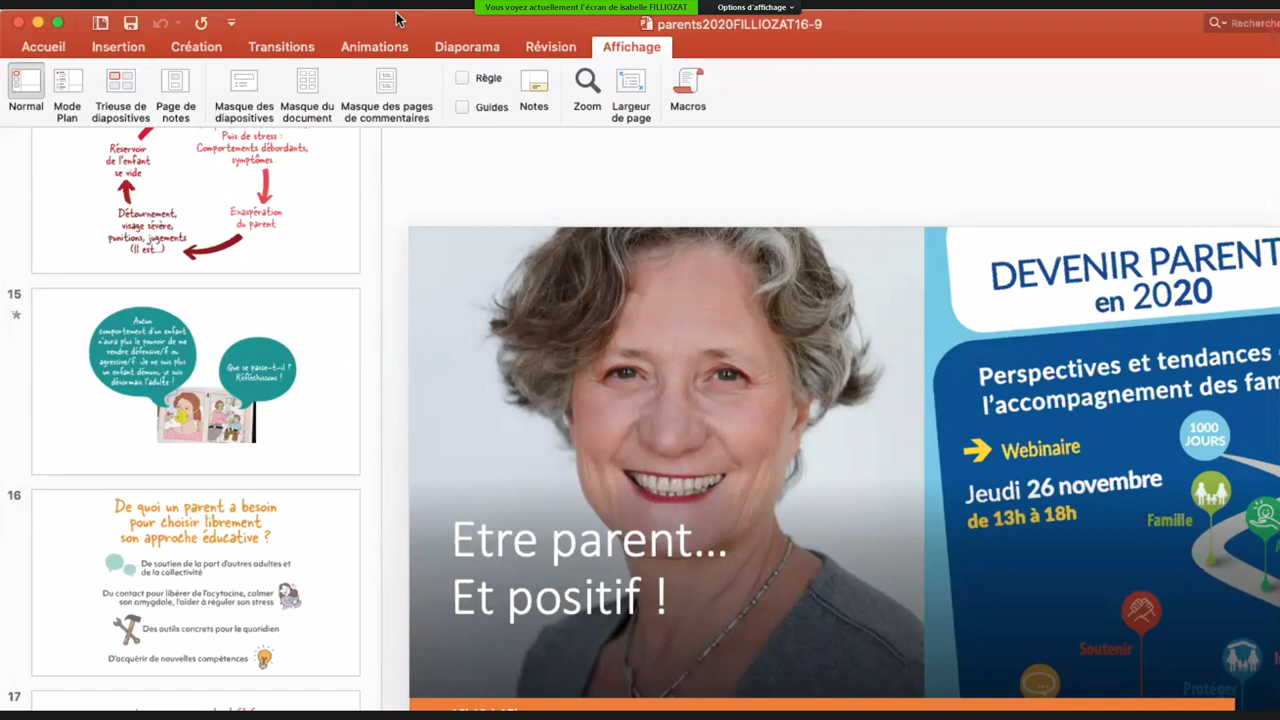 Vous voyez actuellement l'écran de isabelle FILLIOZAT
Options d'affichage
parents2020FILLIOZAT16-9
Recherche
Accueil
Insertion
Création
Transitions
Animations
Diaporama
Révision
Affichage
Normal
Mode
Plan
Trieuse de
diapositives
Page de
notes
Masque des
diapositives
Masque du
document
Masque des pages
de commentaires
Règle
Guides
Notes
Zoom
Largeur
de page
Macros
Réservoir
de l'enfant
se vide
Puis de stress :
Comportements débordants,
symptômes
Détournement,
visage sévère,
punitions, jugements
(Il est...)
Exaspération
du parent
15
Aucun
comportement d'un enfant
n'aura plus le pouvoir de me
rendre défensive/f ou
agressive/f. Je ne suis plus
un enfant démuni, je suis
désormais l'adulte !
Que se passe-t-il ?
Réfléchissons !
16
De quoi un parent a besoin
pour choisir librement
son approche éducative ?
De soutien de la part d'autres adultes et
de la collectivité
Du contact pour libérer de l'ocytocine, calmer
son amygdale, l'aider à réguler son stress
Des outils concrets pour le quotidien
D'acquérir de nouvelles compétences
17
Etre parent...
Et positif !
DEVENIR PARENT
en 2020
Perspectives et tendances
l'accompagnement des fam
Webinaire
Jeudi 26 novembre
de 13h à 18h
1000
JOURS
Famille
Soutenir
Protéger